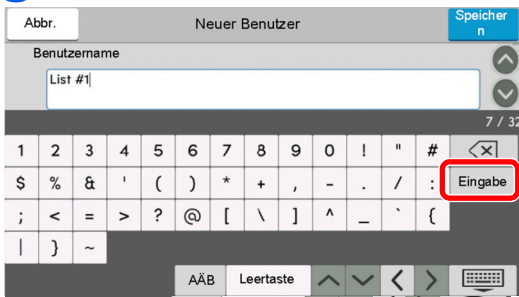 Abbr.
Neuer Benutzer
Speicher
n
Benutzername
List #1
7 / 32
1 2 3 4 5 6 7 8 9 0 ! " #
$ % & ' ( ) * + , - . / : Eingabe
; < = > ? @ [ \ ] ^ _ ` {
| } ~
AÄB Leertaste